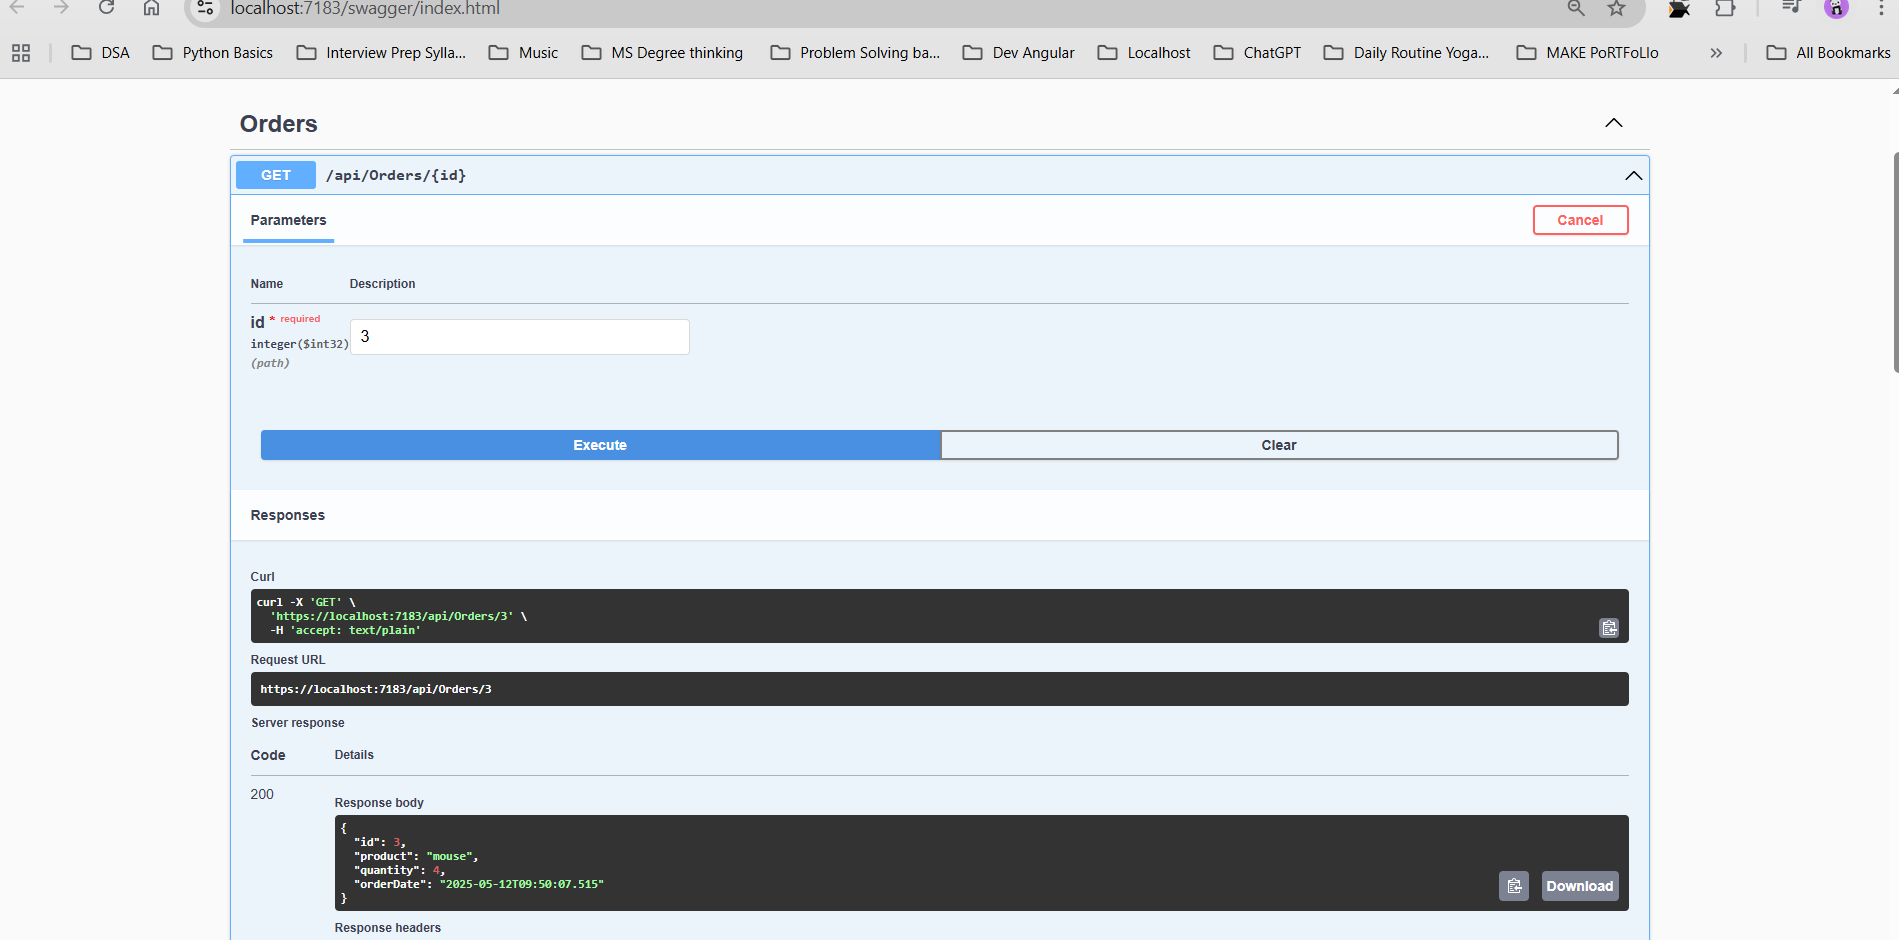 localhost:7183/swagger/index.html
DSA Python Basics Interview Prep Sylla... Music MS Degree thinking Problem Solving ba... Dev Angular Localhost ChatGPT Daily Routine Yoga... MAKE PoRTFoLIo » All Bookmarks
Orders
GET /api/Orders/{id}
Parameters Cancel
Name Description
id * required
integer($int32)
(path)
3
Execute Clear
Responses
Curl
curl -X 'GET' \
'https://localhost:7183/api/Orders/3' \
-H 'accept: text/plain'
Request URL
https://localhost:7183/api/Orders/3
Server response
Code Details
200
Response body
{
"id": 3,
"product": "mouse",
"quantity": 4,
"orderDate": "2025-05-12T09:50:07.515"
}
Download
Response headers